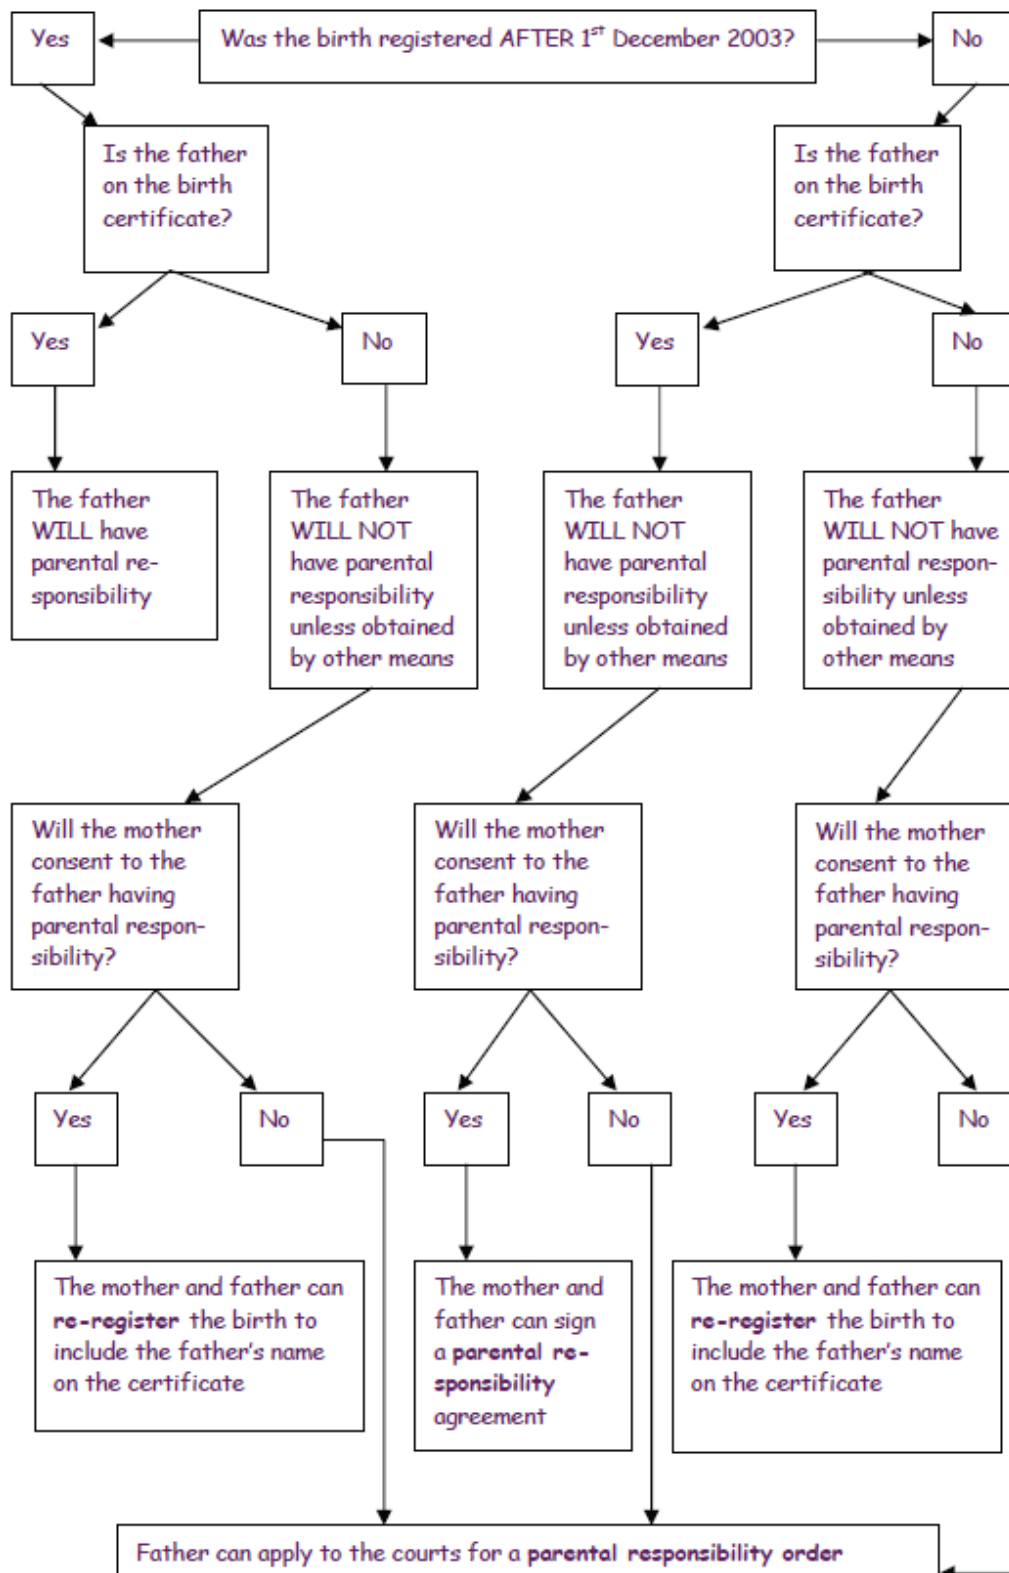 Yes
Was the birth registered AFTER 1st December 2003?
No
Is the father
on the birth
certificate?
Is the father
on the birth
certificate?
Yes
No
Yes
No
The father
WILL have
parental re-
sponsibility
The father
WILL NOT
have parental
responsibility
unless obtained
by other means
The father
WILL NOT
have parental
responsibility
unless obtained
by other means
The father
WILL NOT have
parental respon-
sibility unless
obtained by
other means
Will the mother
consent to the
father having
parental respon-
sibility?
Will the mother
consent to the
father having
parental respon-
sibility?
Will the mother
consent to the
father having
parental respon-
sibility?
Yes
No
Yes
No
Yes
No
The mother and father can
re-register the birth to
include the father's name
on the certificate
The mother and
father can sign
a parental re-
sponsibility
agreement
The mother and father can
re-register the birth to
include the father's name
on the certificate
Father can apply to the courts for a parental responsibility order